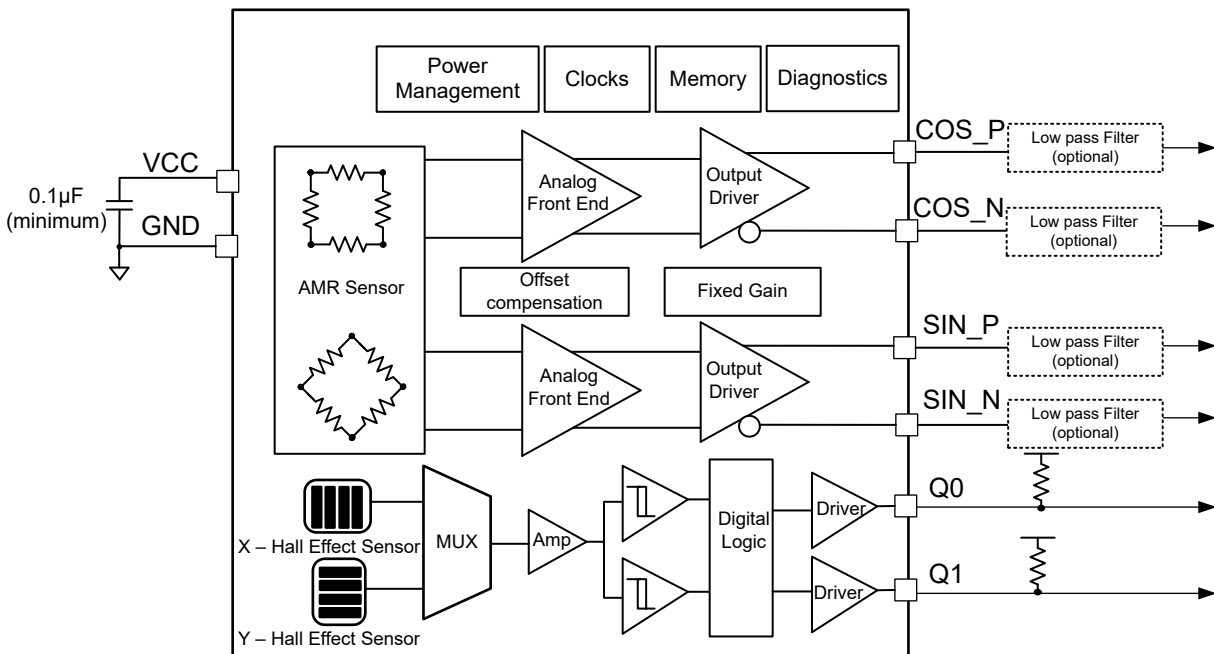 Power
Management
Clocks
Memory
Diagnostics
VCC
0.1µF
(minimum)
GND
AMR Sensor
Analog
Front End
Output
Driver
COS_P
Low pass Filter
(optional)
COS_N
Low pass Filter
(optional)
Offset
compensation
Fixed Gain
Analog
Front End
Output
Driver
SIN_P
Low pass Filter
(optional)
SIN_N
Low pass Filter
(optional)
X – Hall Effect Sensor
Y – Hall Effect Sensor
MUX
Amp
Digital
Logic
Driver
Driver
Q0
Q1